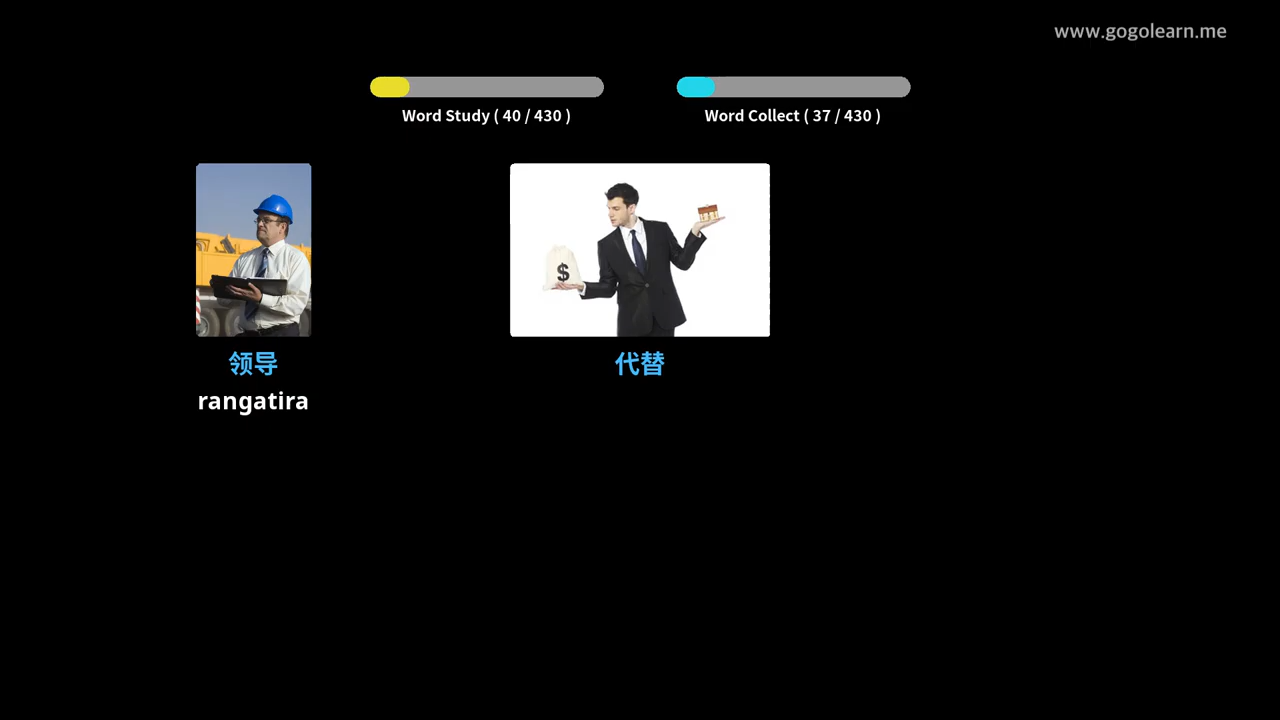 www.gogolearn.me
Word Study ( 40 / 430 )
Word Collect ( 37 / 430 )
$
领导
代替
rangatira